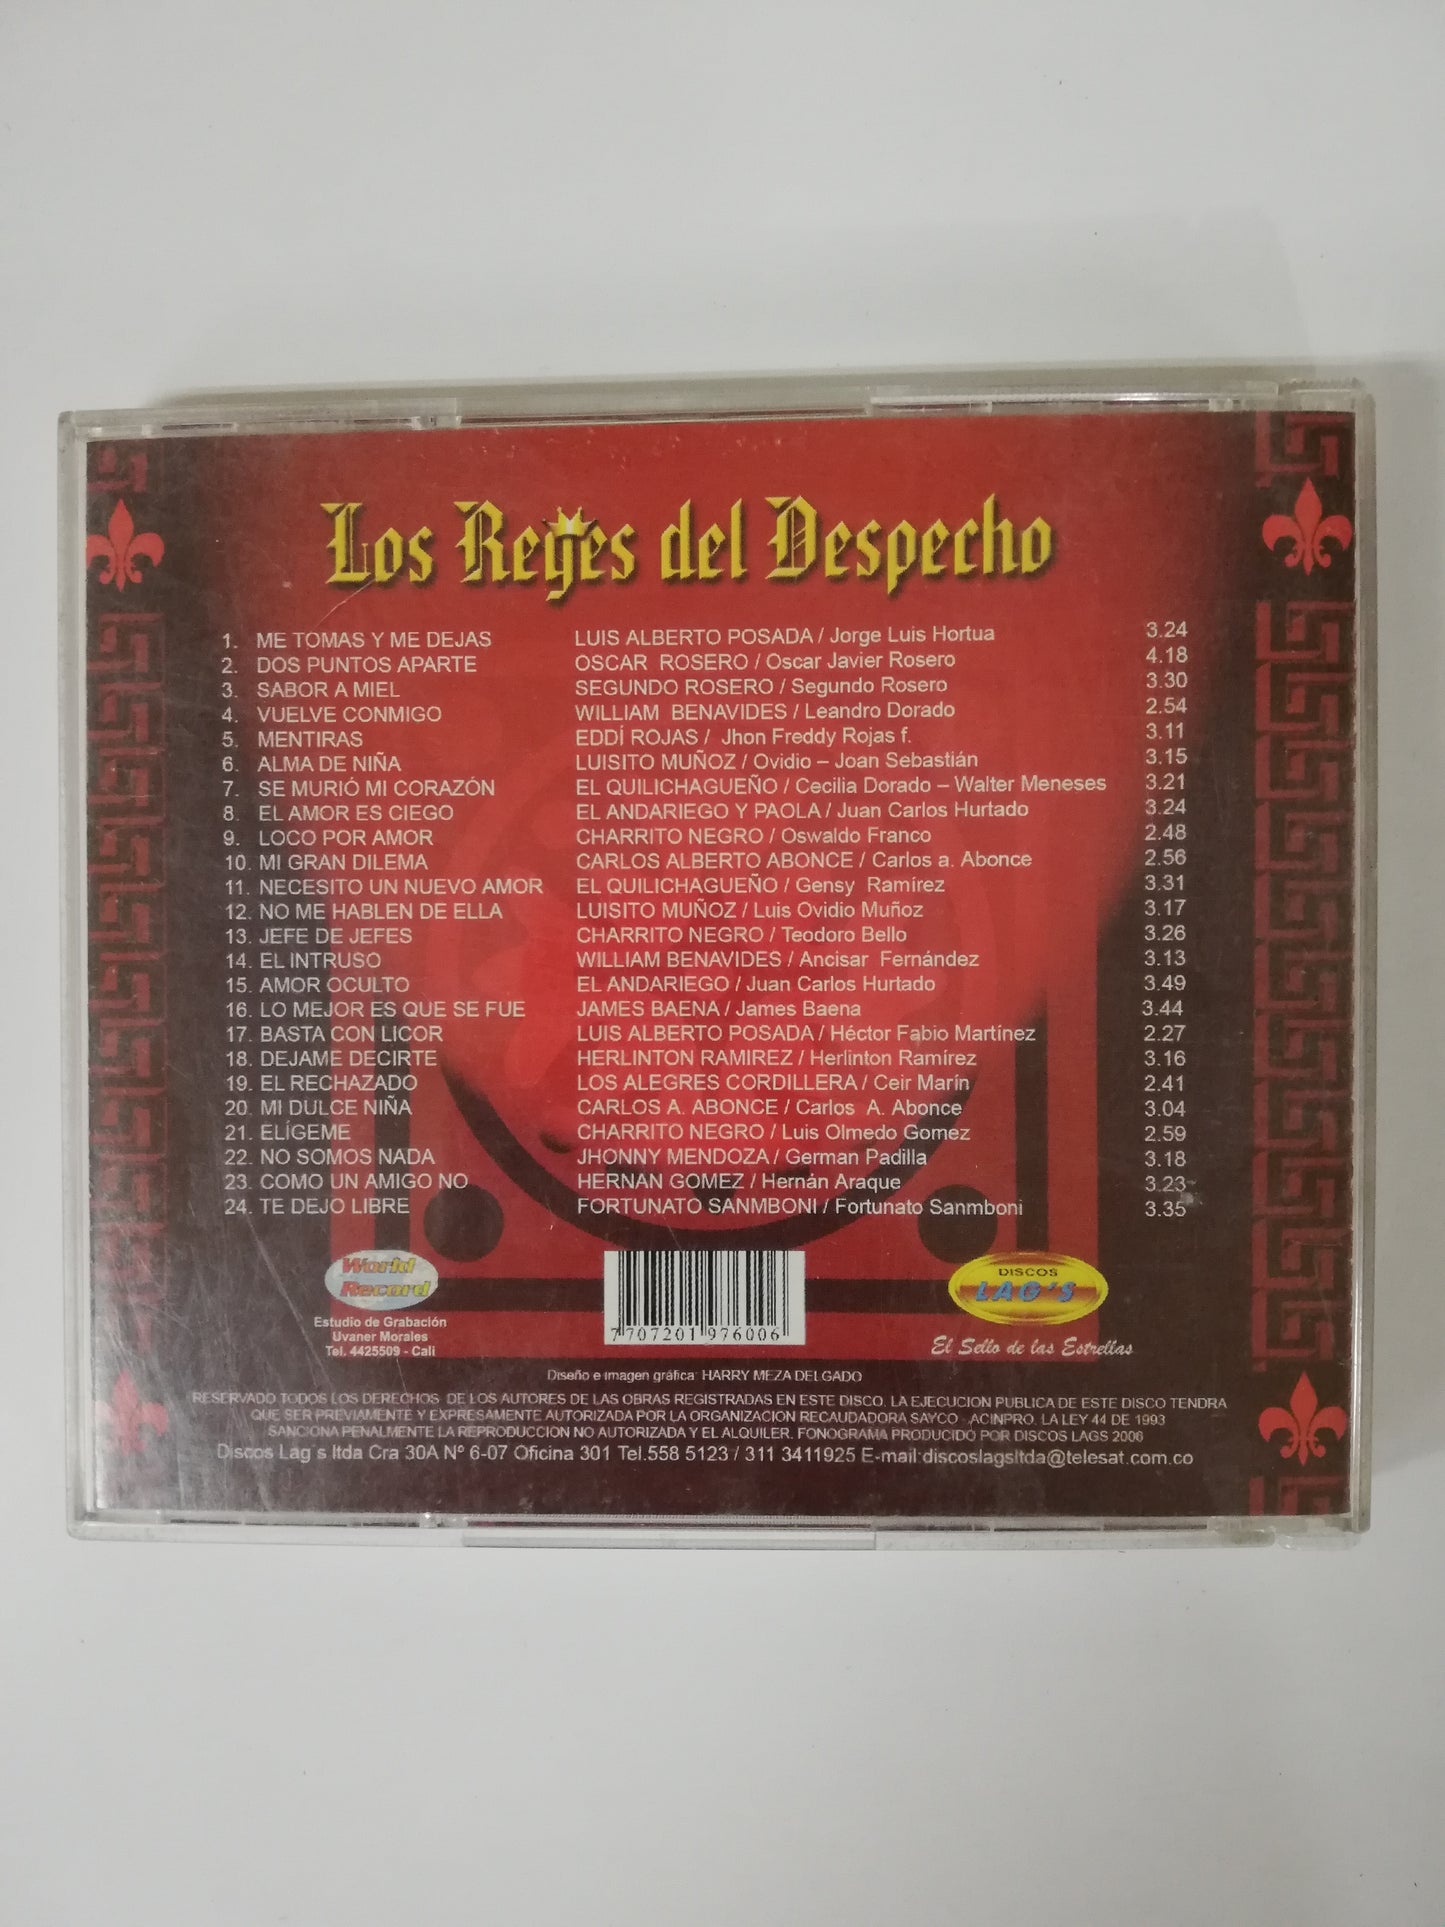 Los Reyes del Despecho
1. ME TOMAS Y ME DEJAS LUIS ALBERTO POSADA / Jorge Luis Hortua 3.24
2. DOS PUNTOS APARTE OSCAR ROSERO / Oscar Javier Rosero 4.18
3. SABOR A MIEL SEGUNDO ROSERO / Segundo Rosero 3.30
4. VUELVE CONMIGO WILLIAM BENAVIDES / Leandro Dorado 2.54
5. MENTIRAS EDDÍ ROJAS / Jhon Freddy Rojas f. 3.11
6. ALMA DE NIÑA LUISITO MUÑOZ / Ovidio – Joan Sebastián 3.15
7. SE MURIÓ MI CORAZÓN EL QUILICHAGUEÑO / Cecilia Dorado – Walter Meneses 3.21
8. EL AMOR ES CIEGO EL ANDARIEGO Y PAOLA / Juan Carlos Hurtado 3.24
9. LOCO POR AMOR CHARRITO NEGRO / Oswaldo Franco 2.48
10. MI GRAN DILEMA CARLOS ALBERTO ABONCE / Carlos a. Abonce 2.56
11. NECESITO UN NUEVO AMOR EL QUILICHAGUEÑO / Gensy Ramírez 3.31
12. NO ME HABLEN DE ELLA LUISITO MUÑOZ / Luis Ovidio Muñoz 3.17
13. JEFE DE JEFES CHARRITO NEGRO / Teodoro Bello 3.26
14. EL INTRUSO WILLIAM BENAVIDES / Ancisar Fernández 3.13
15. AMOR OCULTO EL ANDARIEGO / Juan Carlos Hurtado 3.49
16. LO MEJOR ES QUE SE FUE JAMES BAENA / James Baena 3.44
17. BASTA CON LICOR LUIS ALBERTO POSADA / Héctor Fabio Martínez 2.27
18. DEJAME DECIRTE HERLINTON RAMIREZ / Herlinton Ramírez 3.16
19. EL RECHAZADO LOS ALEGRES CORDILLERA / Ceir Marín 2.41
20. MI DULCE NIÑA CARLOS A. ABONCE / Carlos A. Abonce 3.04
21. ELÍGEME CHARRITO NEGRO / Luis Olmedo Gomez 2.59
22. NO SOMOS NADA JHONNY MENDOZA / German Padilla 3.18
23. COMO UN AMIGO NO HERNAN GOMEZ / Hernán Araque 3.23
24. TE DEJO LIBRE FORTUNATO SANMBONI / Fortunato Sanmboni 3.35
World
Record
Estudio de Grabación
Uvaner Morales
Tel. 4425509 - Cali
7 707201 976006
DISCOS
LAG'S
El Sello de las Estrellas
Diseño e imagen gráfica: HARRY MEZA DELGADO
RESERVADO TODOS LOS DERECHOS DE LOS AUTORES DE LAS OBRAS REGISTRADAS EN ESTE DISCO. LA EJECUCION PUBLICA DE ESTE DISCO TENDRA
QUE SER PREVIAMENTE Y EXPRESAMENTE AUTORIZADA POR LA ORGANIZACION RECAUDADORA SAYCO - ACINPRO. LA LEY 44 DE 1993
SANCIONA PENALMENTE LA REPRODUCCION NO AUTORIZADA Y EL ALQUILER. FONOGRAMA PRODUCIDO POR DISCOS LAGS 2006
Discos Lag's ltda Cra 30A Nº 6-07 Oficina 301 Tel.558 5123 / 311 3411925 E-mail:discoslagsltda@telesat.com.co